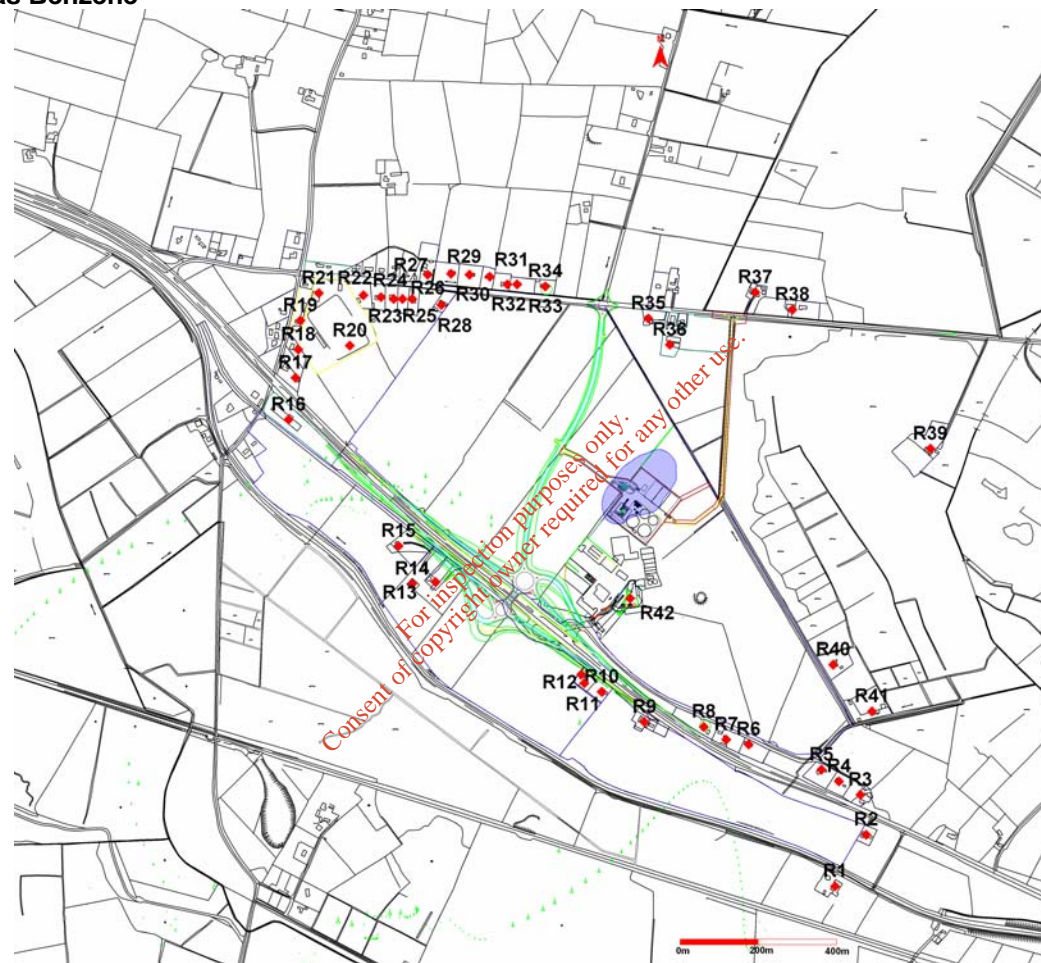 as Benzene
R37
R38
R29
R31
R34
R27
R21
R22
R24
R26
R30
R32
R33
R35
R19
R23
R25
R28
R36
R18
R20
R17
R16
R39
R15
R14
R13
R42
R40
R10
R12
R11
R41
R9
R8
R7
R6
R5
R4
R3
R2
R1
For inspection purposes only.
Consent of copyright owner required for any other use.
0m 200m 400m